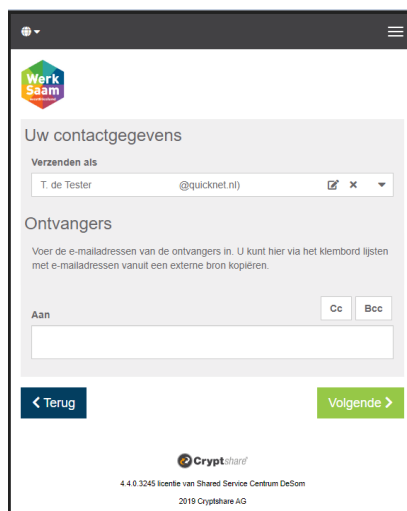 Werk
Saam
Uw contactgegevens
Verzenden als
T. de Tester @quicknet.nl)
Ontvangers
Voer de e-mailadressen van de ontvangers in. U kunt hier via het klembord lijsten
met e-mailadressen vanuit een externe bron kopiëren.
Cc Bcc
Aan
Terug
Volgende
Cryptshare
4.4.0.3245 licentie van Shared Service Centrum DeSom
2019 Cryptshare AG